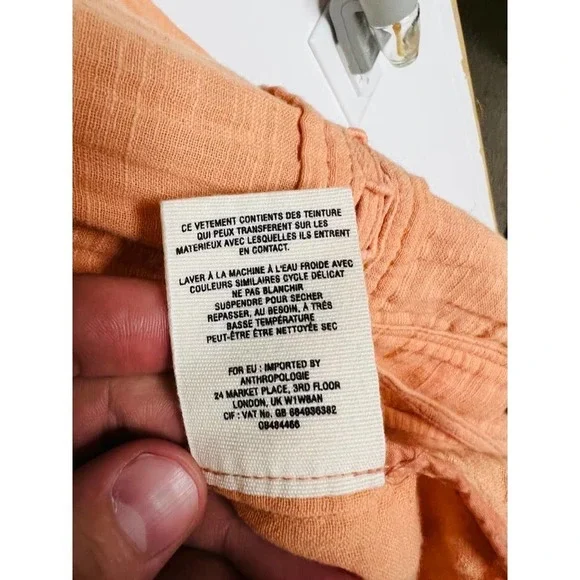 CE VETEMENT CONTIENTS DES TEINTURE
QUI PEUX TRANSFERENT SUR LES
MATERIEUX AVEC LESQUELLES ILS ENTRENT
EN CONTACT.
LAVER À LA MACHINE À L'EAU FROIDE AVEC
COULEURS SIMILAIRES CYCLE DÉLICAT
NE PAS BLANCHIR
SUSPENDRE POUR SECHER
REPASSER, AU BESOIN, À TRÈS
BASSE TEMPÉRATURE
PEUT-ÊTRE ÊTRE NETTOYÉE SEC
FOR EU : IMPORTED BY
ANTHROPOLOGIE
24 MARKET PLACE, 3RD FLOOR
LONDON, UK W1W8AN
CIF : VAT No. GB 684936382
OB484466